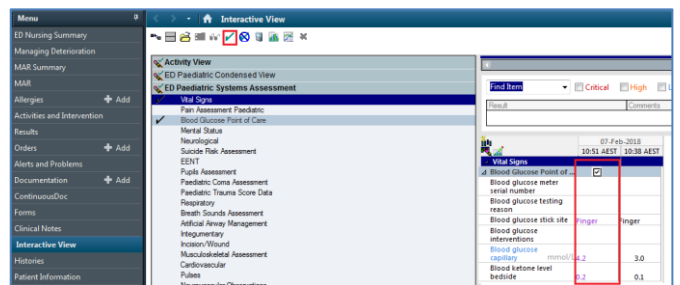 Menu
ED Nursing Summary
Managing Deterioration
MAR Summary
MAR
Allergies + Add
Activities and Intervention
Results
Orders + Add
Alerts and Problems
Documentation + Add
ContinuousDoc
Forms
Clinical Notes
Interactive View
Histories
Patient Information
Interactive View
Activity View
ED Paediatric Condensed View
ED Paediatric Systems Assessment
Vital Signs
Pain Assessment Paediatric
Blood Glucose Point of Care
Mental Status
Neurological
Suicide Risk Assessment
EENT
Pupils Assessment
Paediatric Coma Assessment
Paediatric Trauma Score Data
Respiratory
Breath Sounds Assessment
Artificial Airway Management
Integumentary
Incision/Wound
Musculoskeletal Assessment
Cardiovascular
Pulses
Neurovascular Observations
Find Item Critical High L
Result Comments
07-Feb-2018
10:51 AEST 10:38 AEST
Vital Signs
Blood Glucose Point of ...
Blood glucose meter
serial number
Blood glucose testing
reason
Blood glucose stick site Finger Finger
Blood glucose
interventions
Blood glucose
capillary mmol/L 4.2 3.0
Blood ketone level
bedside 0.2 0.1